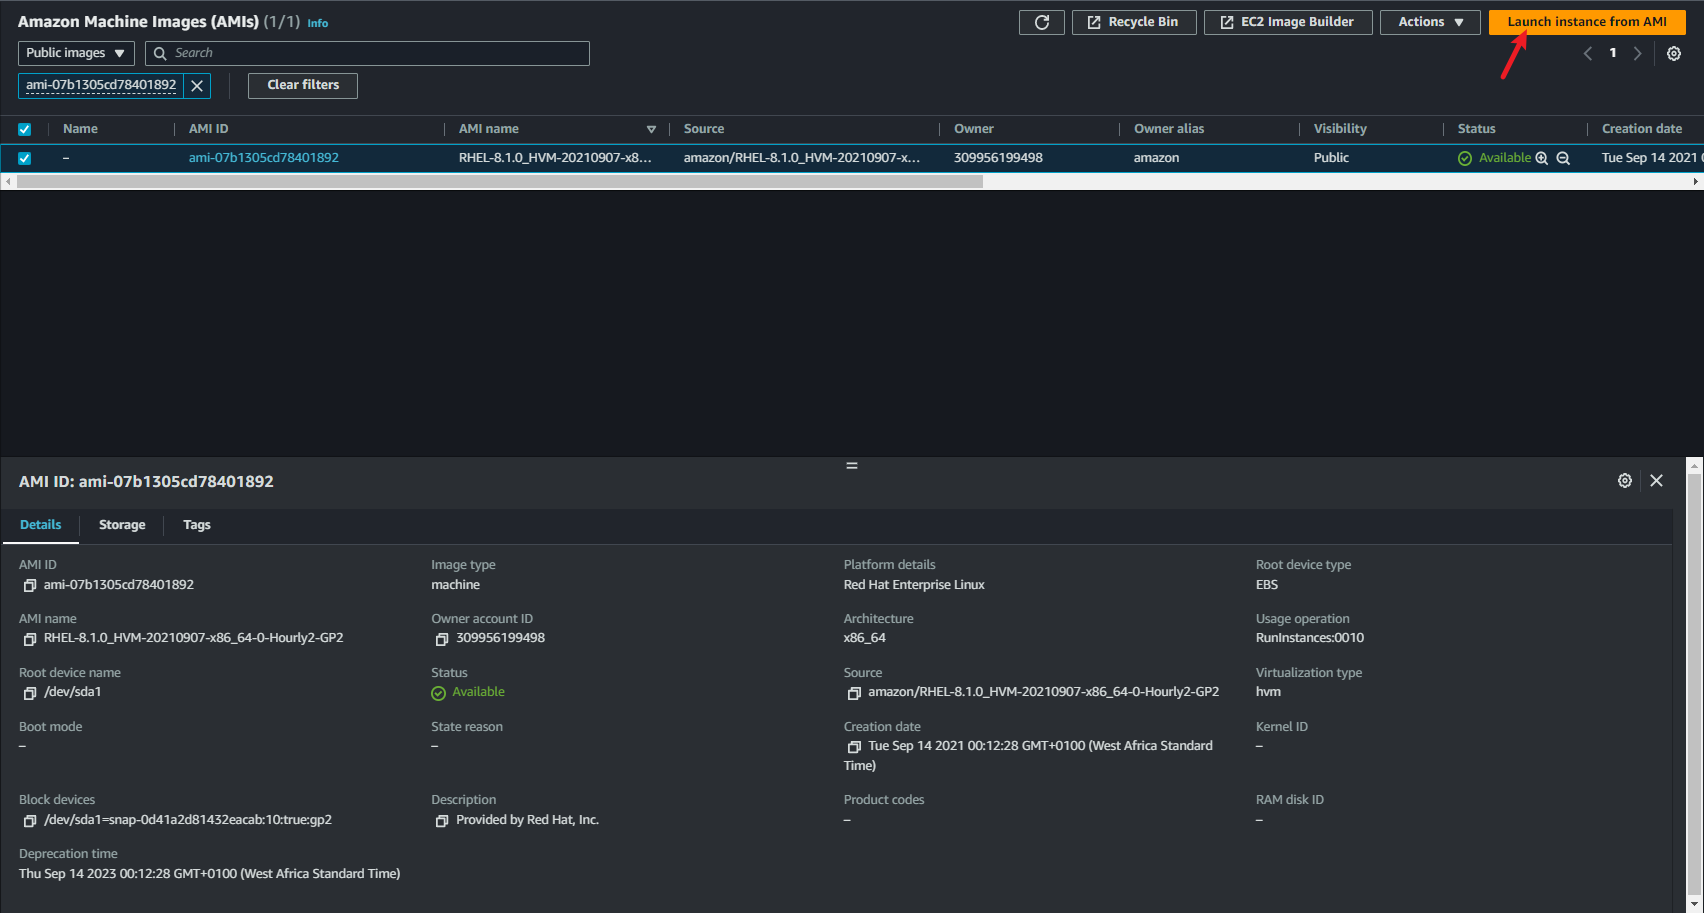 Amazon Machine Images (AMIs) (1/1) Info
Recycle Bin
EC2 Image Builder
Actions
Launch instance from AMI
Public images
Search
1
ami-07b1305cd78401892
Clear filters
Name AMI ID AMI name Source Owner Owner alias Visibility Status Creation date
– ami-07b1305cd78401892 RHEL-8.1.0_HVM-20210907-x8... amazon/RHEL-8.1.0_HVM-20210907-x... 309956199498 amazon Public Available Tue Sep 14 2021
AMI ID: ami-07b1305cd78401892
Details Storage Tags
AMI ID
ami-07b1305cd78401892
Image type
machine
Platform details
Red Hat Enterprise Linux
Root device type
EBS
AMI name
RHEL-8.1.0_HVM-20210907-x86_64-0-Hourly2-GP2
Owner account ID
309956199498
Architecture
x86_64
Usage operation
RunInstances:0010
Root device name
/dev/sda1
Status
Available
Source
amazon/RHEL-8.1.0_HVM-20210907-x86_64-0-Hourly2-GP2
Virtualization type
hvm
Boot mode
–
State reason
–
Creation date
Tue Sep 14 2021 00:12:28 GMT+0100 (West Africa Standard
Time)
Kernel ID
–
Block devices
/dev/sda1=snap-0d41a2d81432eacab:10:true:gp2
Description
Provided by Red Hat, Inc.
Product codes
–
RAM disk ID
–
Deprecation time
Thu Sep 14 2023 00:12:28 GMT+0100 (West Africa Standard Time)